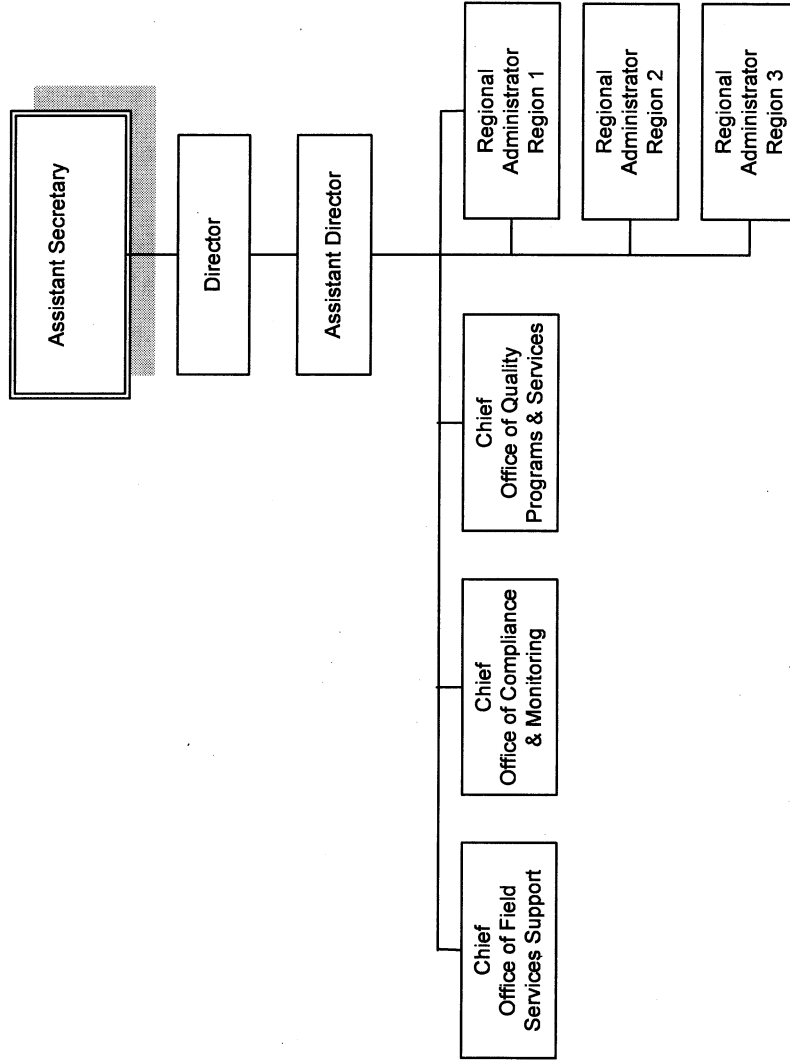 Assistant Secretary
Director
Assistant Director
Chief
Office of Field
Services Support
Chief
Office of Compliance
& Monitoring
Chief
Office of Quality
Programs & Services
Regional
Administrator
Region 1
Regional
Administrator
Region 2
Regional
Administrator
Region 3